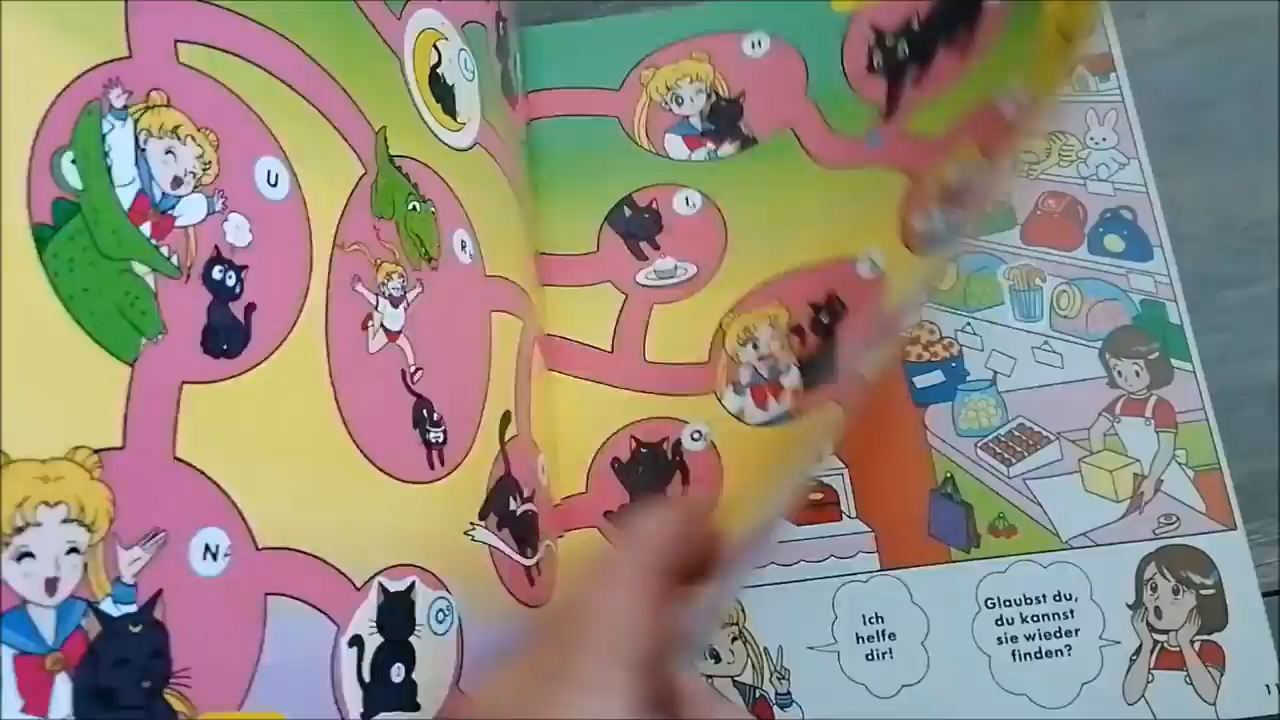 U
R
N
O
H
I
O
Ich
helfe
dir!
Glaubst du,
du kannst
sie wieder
finden?